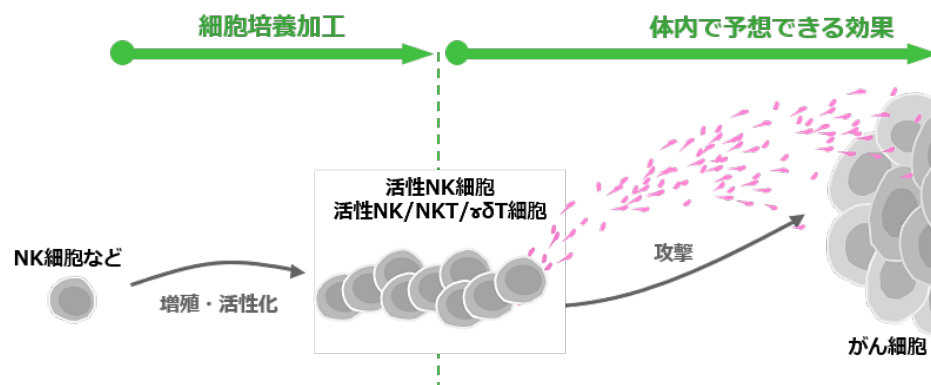 細胞培養加工
体内で予想できる効果
活性NK細胞
活性NK/NKT/ɤδT細胞
NK細胞など
増殖・活性化
攻撃
がん細胞